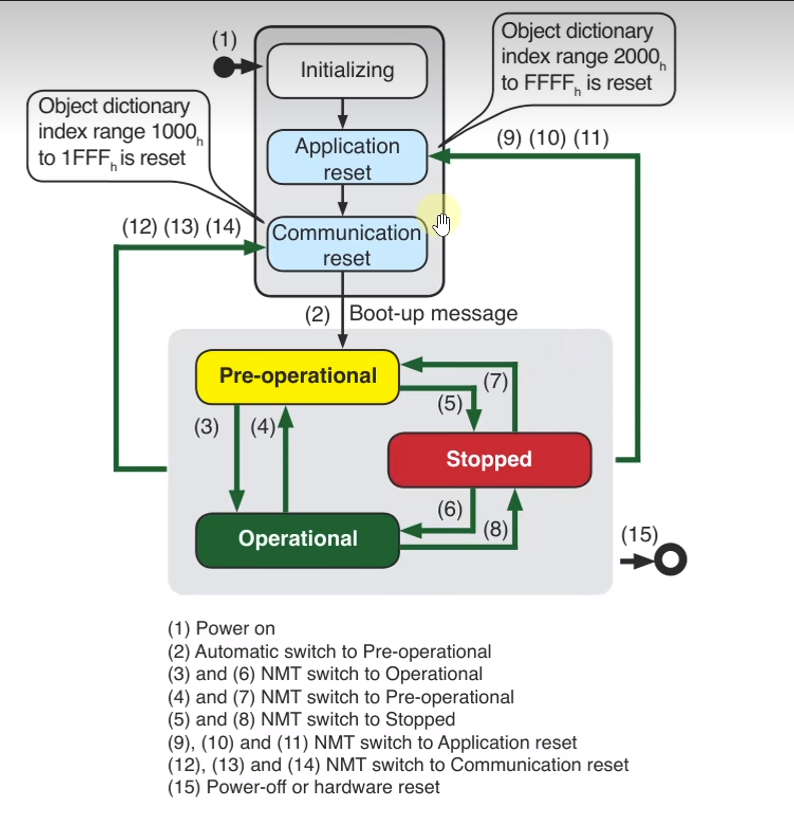 (1)
Initializing
Object dictionary
index range 2000h
to FFFFh is reset
Object dictionary
index range 1000h
to 1FFFh is reset
Application
reset
(9) (10) (11)
(12) (13) (14)
Communication
reset
(2) Boot-up message
Pre-operational
(7)
(5)
(3) (4)
Stopped
(6)
(8)
Operational
(15)
(1) Power on
(2) Automatic switch to Pre-operational
(3) and (6) NMT switch to Operational
(4) and (7) NMT switch to Pre-operational
(5) and (8) NMT switch to Stopped
(9), (10) and (11) NMT switch to Application reset
(12), (13) and (14) NMT switch to Communication reset
(15) Power-off or hardware reset